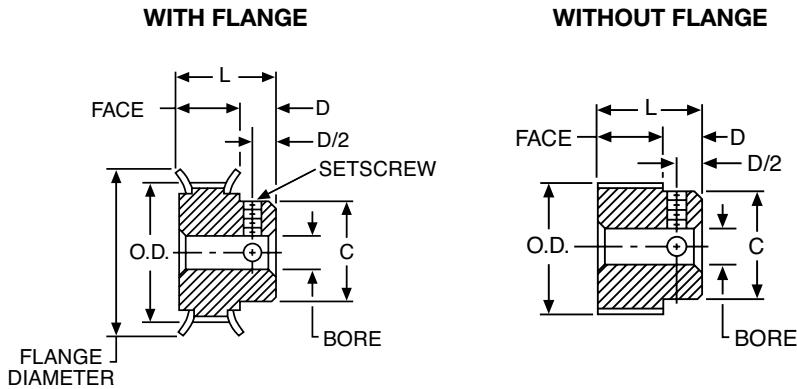 WITH FLANGE
L
FACE
D
D/2
SETSCREW
O.D.
C
BORE
FLANGE
DIAMETER
WITHOUT FLANGE
L
FACE
D
D/2
O.D.
C
BORE